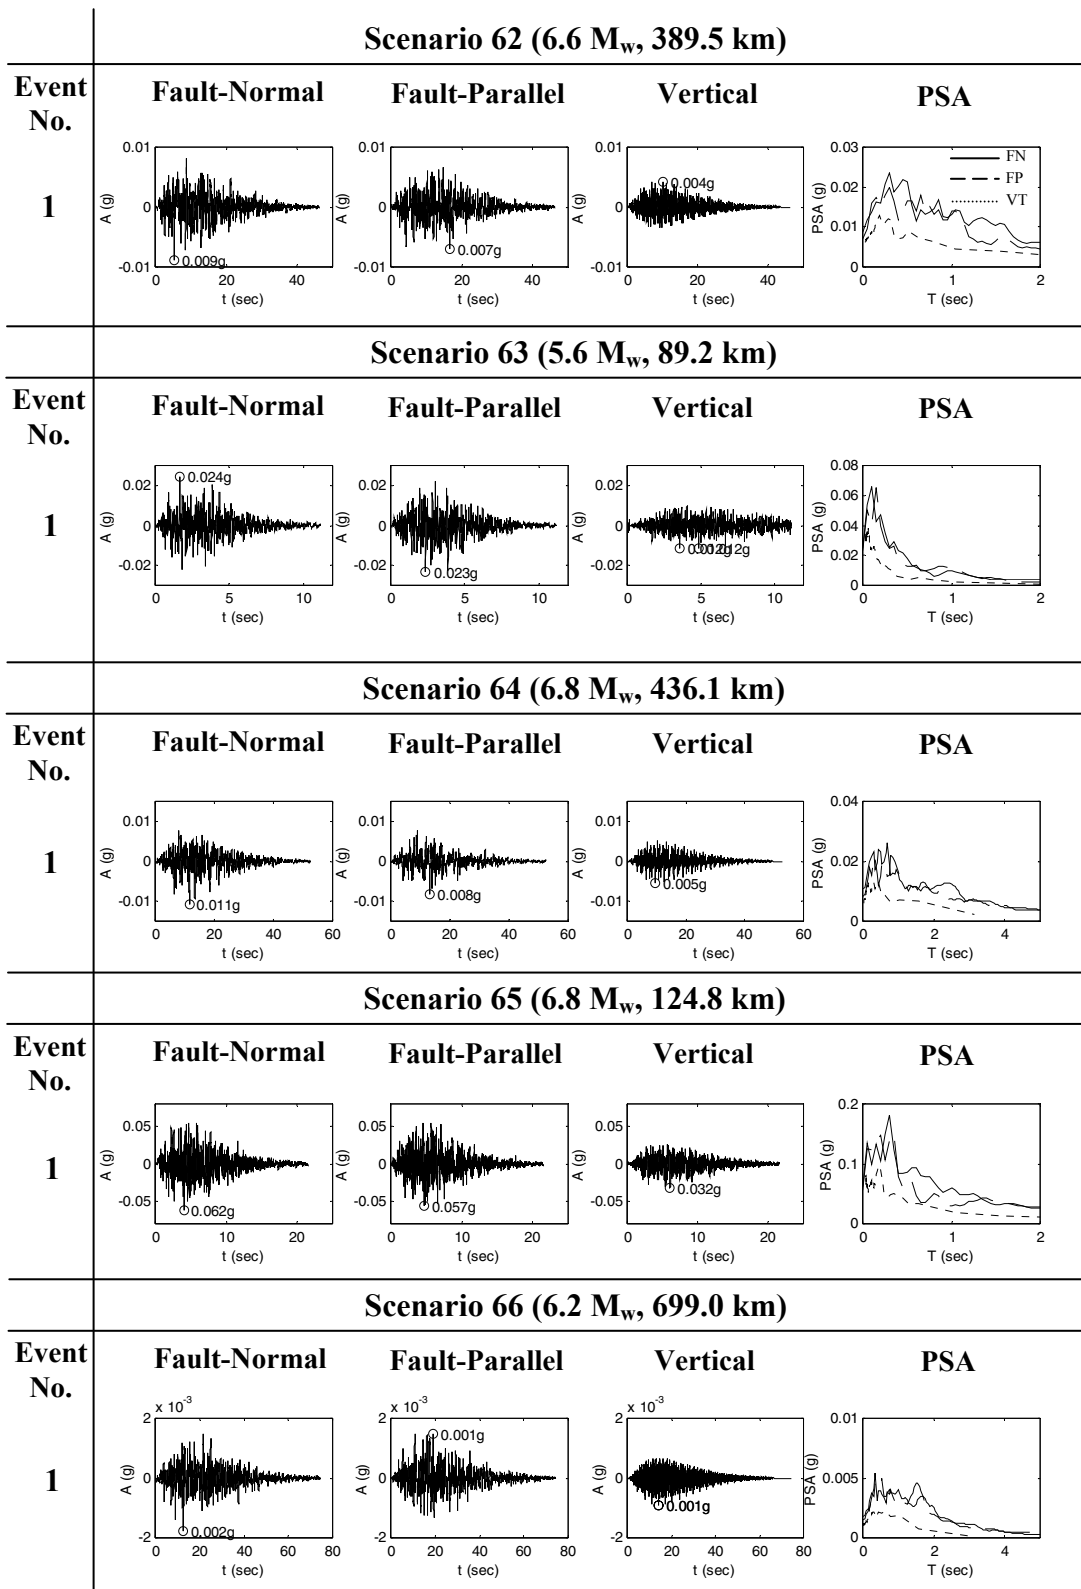 Scenario 62 (6.6 Mw, 389.5 km)
Event No.
Fault-Normal
Fault-Parallel
Vertical
PSA
1
0.01
0
-0.01
A (g)
0.009g
0 20 40
t (sec)
0.01
0
-0.01
A (g)
0.007g
0 20 40
t (sec)
0.01
0
-0.01
A (g)
0.004g
0 20 40
t (sec)
0.03
0.02
0.01
0
PSA (g)
FN
FP
VT
0 1 2
T (sec)
Scenario 63 (5.6 Mw, 89.2 km)
Event No.
Fault-Normal
Fault-Parallel
Vertical
PSA
1
0.02
0
-0.02
A (g)
0.024g
0 5 10
t (sec)
0.02
0
-0.02
A (g)
0.023g
0 5 10
t (sec)
0.02
0
-0.02
A (g)
0.012g
0.012g
0 5 10
t (sec)
0.08
0.06
0.04
0.02
0
PSA (g)
0 1 2
T (sec)
Scenario 64 (6.8 Mw, 436.1 km)
Event No.
Fault-Normal
Fault-Parallel
Vertical
PSA
1
0.01
0
-0.01
A (g)
0.011g
0 20 40 60
t (sec)
0.01
0
-0.01
A (g)
0.008g
0 20 40 60
t (sec)
0.01
0
-0.01
A (g)
0.005g
0 20 40 60
t (sec)
0.04
0.02
0
PSA (g)
0 2 4
T (sec)
Scenario 65 (6.8 Mw, 124.8 km)
Event No.
Fault-Normal
Fault-Parallel
Vertical
PSA
1
0.05
0
-0.05
A (g)
0.062g
0 10 20
t (sec)
0.05
0
-0.05
A (g)
0.057g
0 10 20
t (sec)
0.05
0
-0.05
A (g)
0.032g
0 10 20
t (sec)
0.2
0.1
0
PSA (g)
0 1 2
T (sec)
Scenario 66 (6.2 Mw, 699.0 km)
Event No.
Fault-Normal
Fault-Parallel
Vertical
PSA
1
x 10-3
2
0
-2
A (g)
0.002g
0 20 40 60 80
t (sec)
x 10-3
2
0
-2
A (g)
0.001g
0 20 40 60 80
t (sec)
x 10-3
2
0
-2
A (g)
0.001g
0 20 40 60 80
t (sec)
0.01
0.005
0
PSA (g)
0 2 4
T (sec)